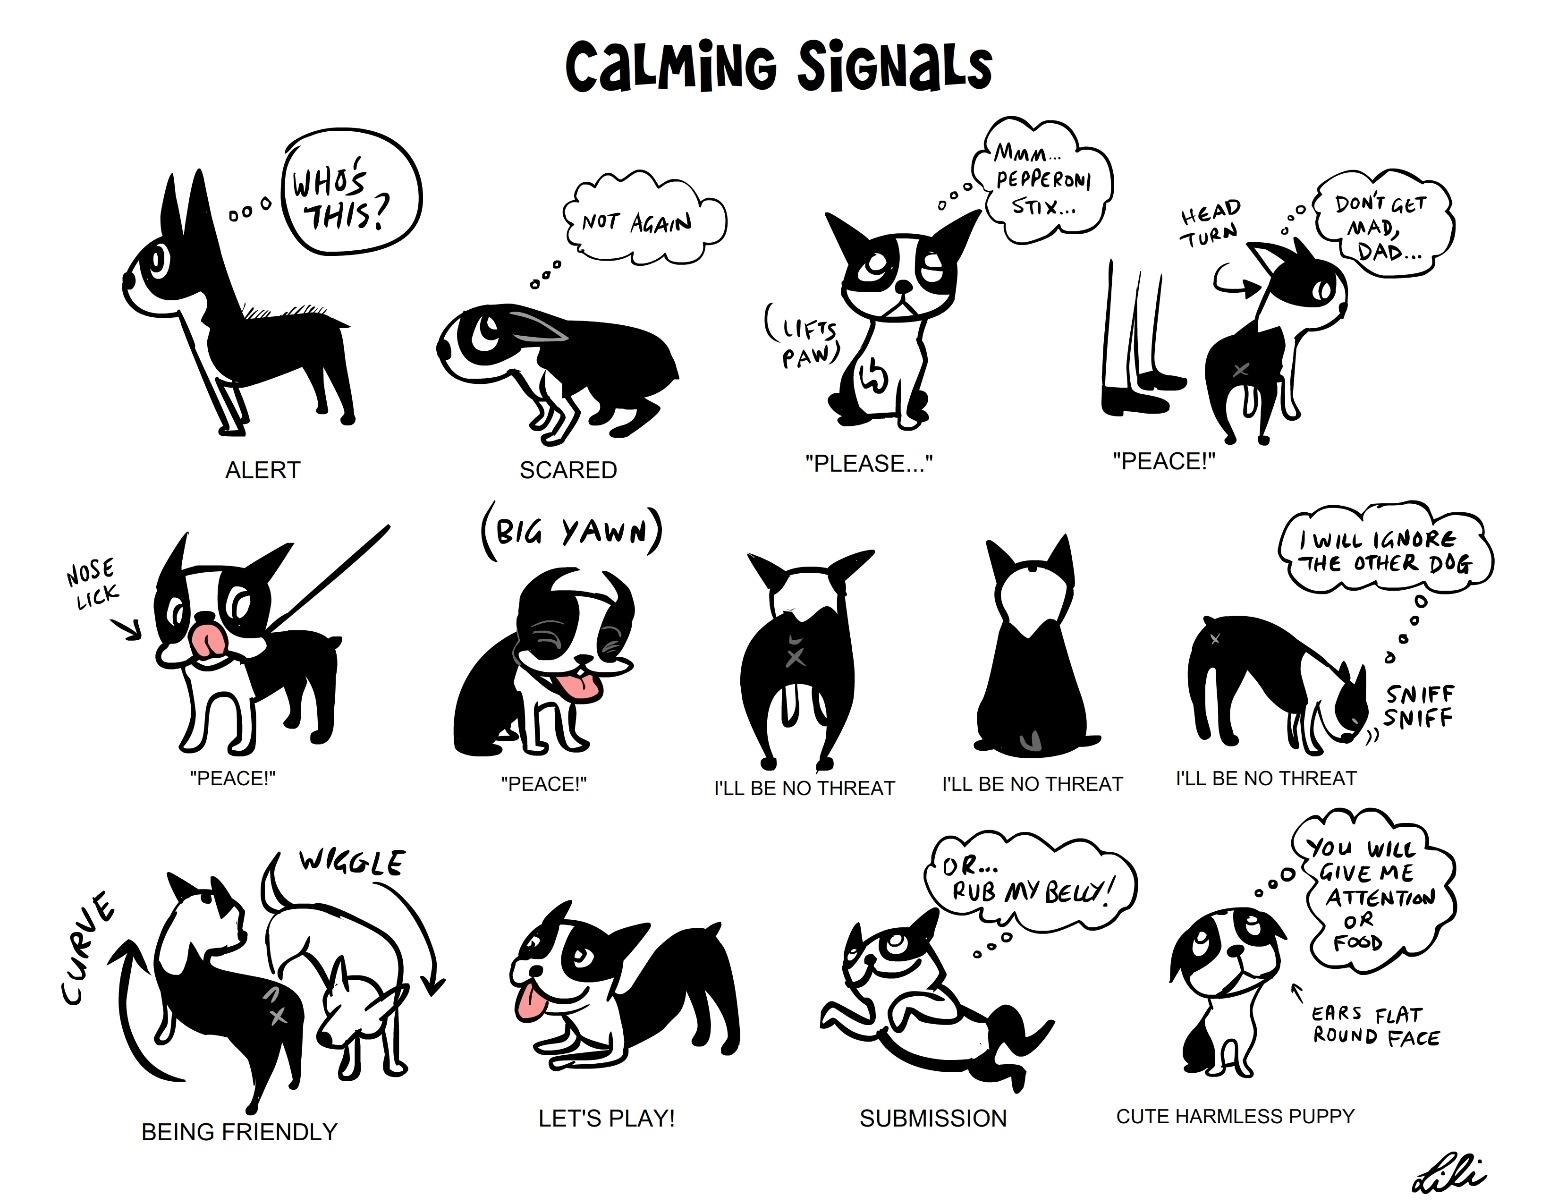 CALMING SIGNALS
WHO'S
THIS?
ALERT
NOT AGAIN
SCARED
MMM...
PEPPERONI
STIX...
(LIFTS
PAW)
"PLEASE..."
HEAD
TURN
DON'T GET
MAD,
DAD...
"PEACE!"
NOSE
LICK
"PEACE!"
(BIG YAWN)
"PEACE!"
I'LL BE NO THREAT
I'LL BE NO THREAT
I WILL IGNORE
THE OTHER DOG
SNIFF
SNIFF
I'LL BE NO THREAT
CURVE
WIGGLE
BEING FRIENDLY
LET'S PLAY!
OR...
RUB MY BELLY!
SUBMISSION
YOU WILL
GIVE ME
ATTENTION
OR
FOOD
EARS FLAT
ROUND FACE
CUTE HARMLESS PUPPY
Lili